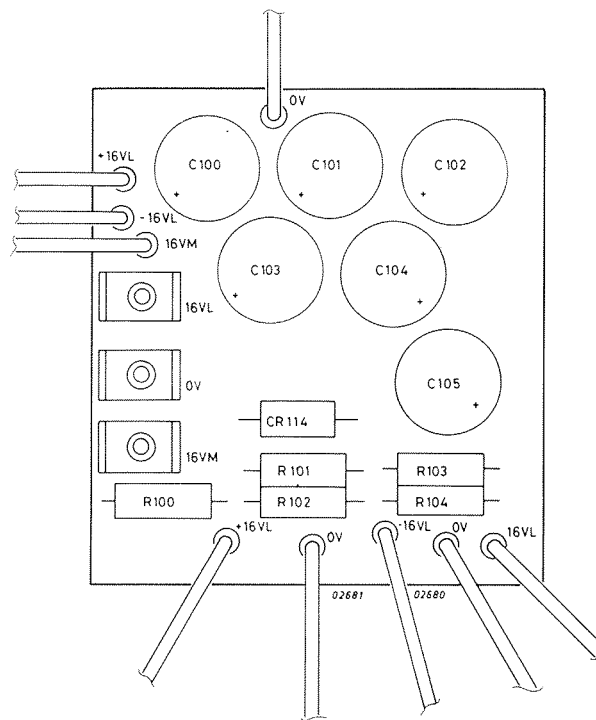 0V
+16VL
C100
C101
C102
-16VL
16VM
C103
C104
16VL
0V
C105
CR114
16VM
R101
R103
R100
R102
R104
+16VL
0V
-16VL
0V
16VL
02681
02680